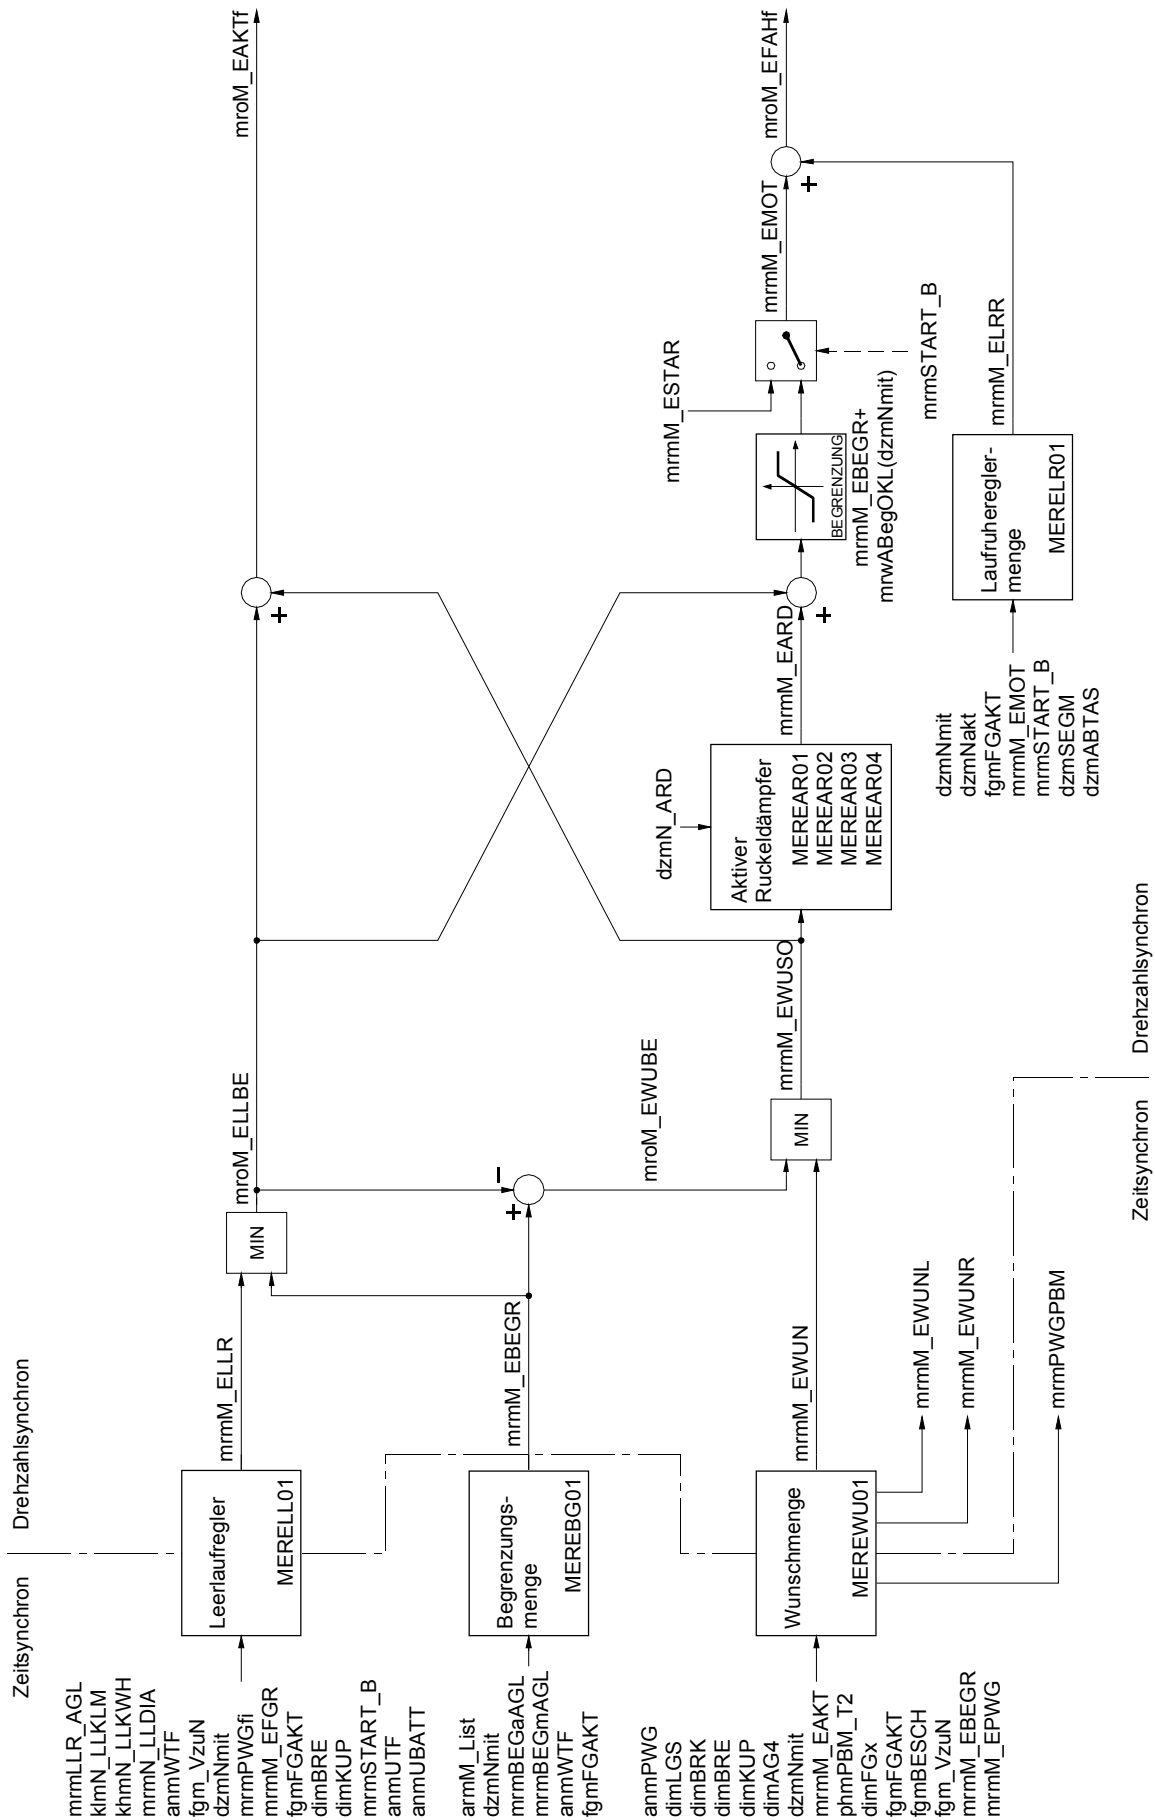 Zeitsynchron
Drehzahlsynchron
mrmLLR_AGL
klmN_LLKLM
khmN_LLKWH
mrmN_LLDIA
anmWTF
fgm_VzuN
dzmNmit
mrmPWGfi
mrmM_EFGR
fgmFGAKT
dimBRE
dimKUP
mrmSTART_B
anmUTF
anmUBATT
Leerlaufregler
MERELL01
mrmM_ELLR
MIN
mroM_ELLBE
+
mroM_EAKTf
armM_List
dzmNmit
mrmBEGaAGL
mrmBEGmAGL
anmWTF
fgmFGAKT
Begrenzungs-
menge
MEREBG01
mrmM_EBEGR
+
–
mroM_EWUBE
anmPWG
dimLGS
dimBRK
dimBRE
dimKUP
dimAG4
dzmNmit
mrmM_EAKT
phmPBM_T2
dimFGx
fgmFGAKT
fgmBESCH
fgm_VzuN
mrmM_EBEGR
mrmM_EPWG
Wunschmenge
MEREWU01
mrmM_EWUN
mrmM_EWUNL
mrmM_EWUNR
mrmPWGPBM
MIN
mrmM_EWUSO
dzmN_ARD
Aktiver
Ruckeldämpfer
MEREAR01
MEREAR02
MEREAR03
MEREAR04
mrmM_EARD
+
BEGRENZUNG
mrmM_EBEGR+
mrwABegOKL(dzmNmit)
mrmM_ESTAR
mrmSTART_B
mrmM_EMOT
+
mroM_EFAHf
dzmNmit
dzmNakt
fgmFGAKT
mrmM_EMOT
mrmSTART_B
dzmSEGM
dzmABTAS
Laufruheregler-
menge
MERELR01
mrmM_ELRR
Zeitsynchron
Drehzahlsynchron